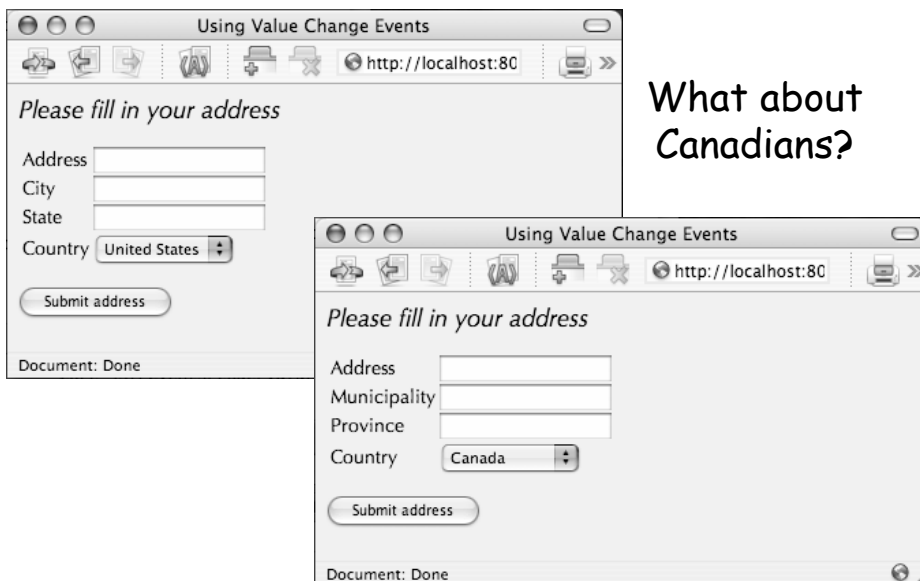 Using Value Change Events
http://localhost:80
Please fill in your address
Address
City
State
Country United States
Submit address
Document: Done
What about
Canadians?
Using Value Change Events
http://localhost:80
Please fill in your address
Address
Municipality
Province
Country Canada
Submit address
Document: Done